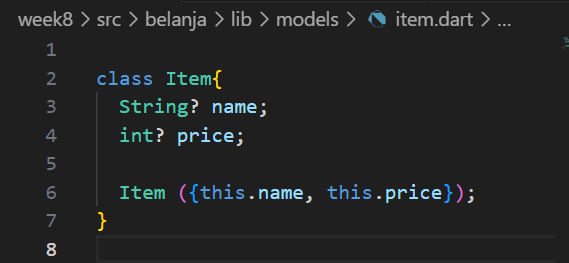 week8 > src > belanja > lib > models > item.dart > ...
1
2 class Item{
3   String? name;
4   int? price;
5
6   Item ({this.name, this.price});
7 }
8